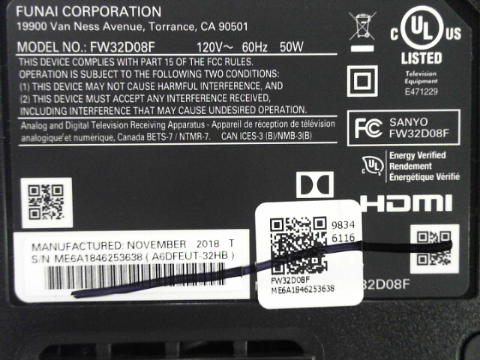 FUNAI CORPORATION
19900 Van Ness Avenue, Torrance, CA 90501
MODEL NO.: FW32D08F 120V～ 60Hz 50W
THIS DEVICE COMPLIES WITH PART 15 OF THE FCC RULES.
OPERATION IS SUBJECT TO THE FOLLOWING TWO CONDITIONS:
(1) THIS DEVICE MAY NOT CAUSE HARMFUL INTERFERENCE, AND
(2) THIS DEVICE MUST ACCEPT ANY INTERFERENCE,
INCLUDING INTERFERENCE THAT MAY CAUSE UNDESIRED OPERATION.
Analog and Digital Television Receiving Apparatus - Appareil de réception de télévision
analogique et numérique, Canada BETS-7 / NTMR-7. CAN ICES-3 (B)/NMB-3(B)
C UL US
LISTED
Television
Equipment
E471229
FC SANYO
FW32D08F
UL
Energy Verified
Rendement
Énergétique Vérifié
HDMI
MANUFACTURED: NOVEMBER 2018 T
S/N ME6A1846253638 ( A6DFEUT-32HB )
9834
6116
FW32D08F
ME6A1846253638
32D08F